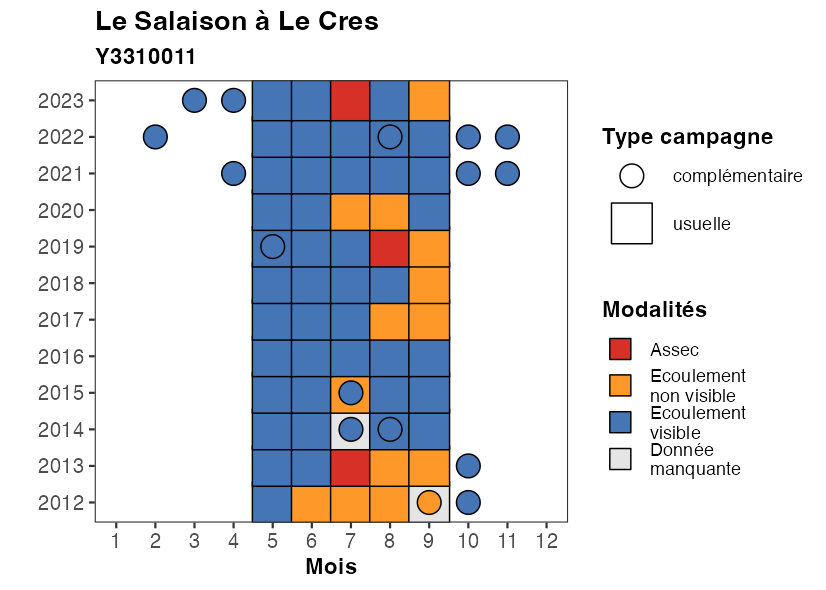 Le Salaison à Le Cres
Y3310011
2023
2022
2021
2020
2019
2018
2017
2016
2015
2014
2013
2012
1 2 3 4 5 6 7 8 9 10 11 12
Mois
Type campagne
complémentaire
usuelle
Modalités
Assec
Ecoulement
non visible
Ecoulement
visible
Donnée
manquante